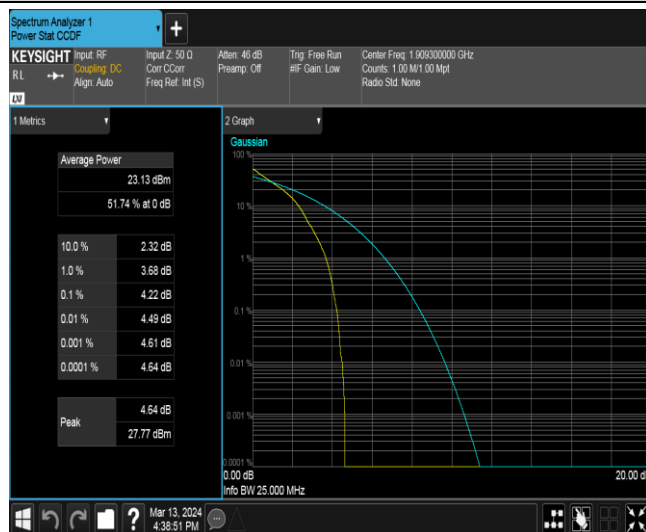 Spectrum Analyzer 1
Power Stat CCDF
+
KEYSIGHT
RL
LXI
Input: RF
Coupling: DC
Align: Auto
Input Z: 50 Ω
Corr CCorr
Freq Ref: Int (S)
Atten: 46 dB
Preamp: Off
Trig: Free Run
#IF Gain: Low
Center Freq: 1.909300000 GHz
Counts: 1.00 M/1.00 Mpt
Radio Std: None
1 Metrics
Average Power
23.13 dBm
51.74 % at 0 dB
10.0 % 2.32 dB
1.0 % 3.68 dB
0.1 % 4.22 dB
0.01 % 4.49 dB
0.001 % 4.61 dB
0.0001 % 4.64 dB
Peak 4.64 dB
27.77 dBm
2 Graph
Gaussian
100 %
10 %
1 %
0.1 %
0.01 %
0.001 %
0.0001 %
0.00 dB
20.00 d
Info BW 25.000 MHz
?
Mar 13, 2024
4:38:51 PM